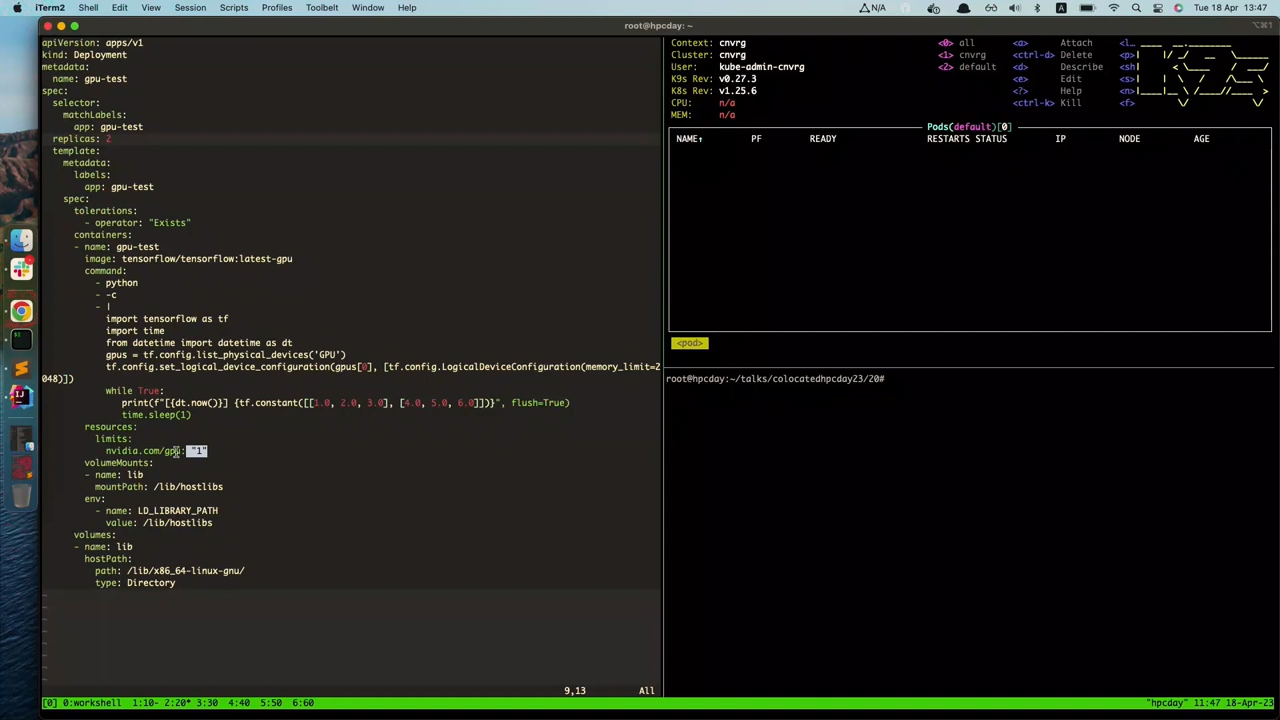 iTerm2 Shell Edit View Session Scripts Profiles Toolbelt Window Help N/A A Tue 18 Apr 13:47
root@hpcday: ~ ⌥⌘1
apiVersion: apps/v1
kind: Deployment
metadata:
  name: gpu-test
spec:
  selector:
    matchLabels:
      app: gpu-test
  replicas: 2
  template:
    metadata:
      labels:
        app: gpu-test
    spec:
      tolerations:
        - operator: "Exists"
      containers:
      - name: gpu-test
        image: tensorflow/tensorflow:latest-gpu
        command:
          - python
          - -c
          - |
            import tensorflow as tf
            import time
            from datetime import datetime as dt
            gpus = tf.config.list_physical_devices('GPU')
            tf.config.set_logical_device_configuration(gpus[0], [tf.config.LogicalDeviceConfiguration(memory_limit=2
048)])
            while True:
               print(f"[{dt.now()}] {tf.constant([[1.0, 2.0, 3.0], [4.0, 5.0, 6.0]])}", flush=True)
               time.sleep(1)
        resources:
          limits:
            nvidia.com/gpu: "1"
        volumeMounts:
        - name: lib
          mountPath: /lib/hostlibs
        env:
          - name: LD_LIBRARY_PATH
            value: /lib/hostlibs
      volumes:
      - name: lib
        hostPath:
          path: /lib/x86_64-linux-gnu/
          type: Directory
~
~
~
~
~
~
~
~
9,13 All
Context: cnvrg <0> all <a> Attach <l…
Cluster: cnvrg <1> cnvrg <ctrl-d> Delete <p>
User: kube-admin-cnvrg <2> default <d> Describe <sh
K9s Rev: v0.27.3 <e> Edit <s>
K8s Rev: v1.25.6 <?> Help <n>
CPU: n/a <ctrl-k> Kill <f>
MEM: n/a
Pods(default)[0]
NAME↑ PF READY RESTARTS STATUS IP NODE AGE
<pod>
root@hpcday:~/talks/colocatedhpcday23/20#
[0] 0:workshell 1:10- 2:20* 3:30 4:40 5:50 6:60 "hpcday" 11:47 18-Apr-23